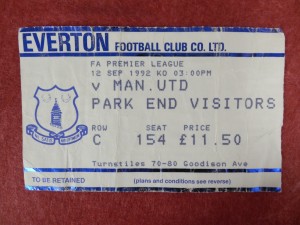 EVERTON FOOTBALL CLUB CO. LTD.
FA PREMIER LEAGUE
12 SEP 1992 KO 03:00PM
v MAN.UTD
PARK END VISITORS
ROW SEAT PRICE
C 154 £11.50
Turnstiles 70-80 Goodison Ave
TO BE RETAINED (plans and conditions see reverse)